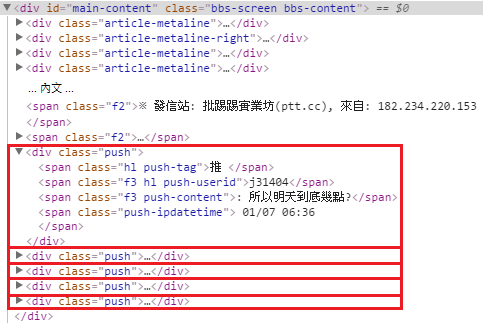 ▼<div id="main-content" class="bbs-screen bbs-content"> == $0
▶<div class="article-metaline">…</div>
▶<div class="article-metaline-right">…</div>
▶<div class="article-metaline">…</div>
▶<div class="article-metaline">…</div>
... 內文 ...
<span class="f2">※ 發信站: 批踢踢實業坊(ptt.cc), 來自: 182.234.220.153
</span>
▶<span class="f2">…</span>
▼<div class="push">
<span class="hl push-tag">推 </span>
<span class="f3 hl push-userid">j31404</span>
<span class="f3 push-content">: 所以明天到底幾點?</span>
<span class="push-ipdatetime"> 01/07 06:36
</span>
</div>
▶<div class="push">…</div>
▶<div class="push">…</div>
▶<div class="push">…</div>
▶<div class="push">…</div>
</div>